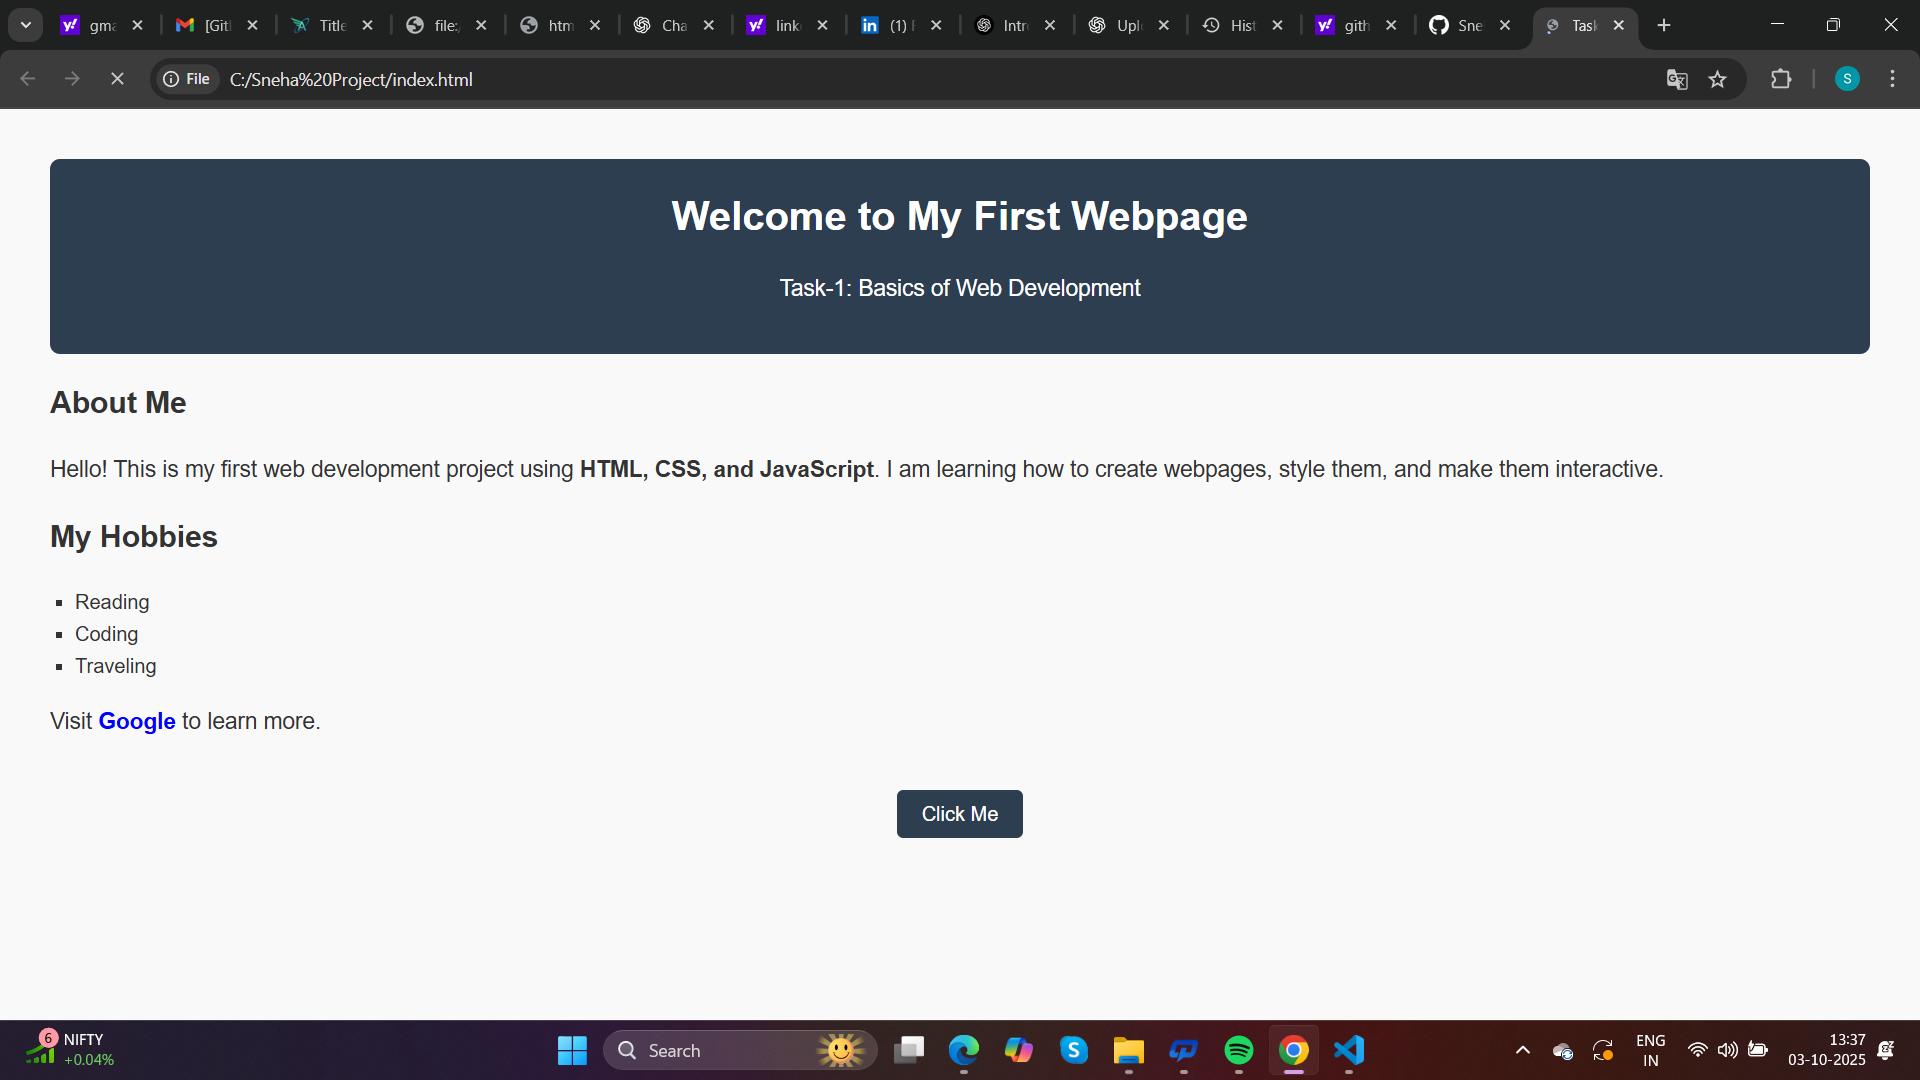 gma
[Git
Title
file:
htm
Cha
link
(1) F
Intr
Upl
Hist
gith
Sne
Task
File
C:/Sneha%20Project/index.html
S
Welcome to My First Webpage
Task-1: Basics of Web Development
About Me
Hello! This is my first web development project using HTML, CSS, and JavaScript. I am learning how to create webpages, style them, and make them interactive.
My Hobbies
Reading
Coding
Traveling
Visit Google to learn more.
Click Me
6
NIFTY
+0.04%
Search
ENG
IN
13:37
03-10-2025